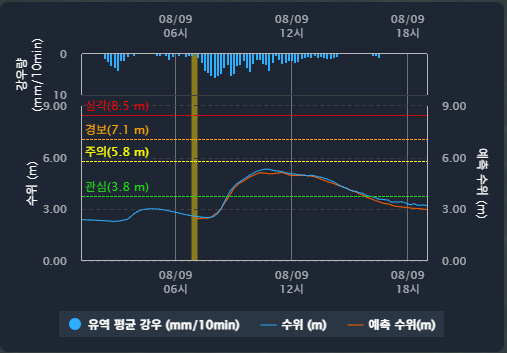 08/09 08/09 08/09
6시 12시 18시
강우량
(mm/10min)
0 0
10 10
9.00 9.00
6.00 6.00
3.00 3.00
0.00 0.00
심각(8.5 m)
경보(7.1 m)
주의(5.8 m)
관심(3.8 m)
수위 (m)
예측 수위 (m)
08/09 08/09 08/09
6시 12시 18시
유역 평균 강우 (mm/10min) 수위 (m) 예측 수위(m)